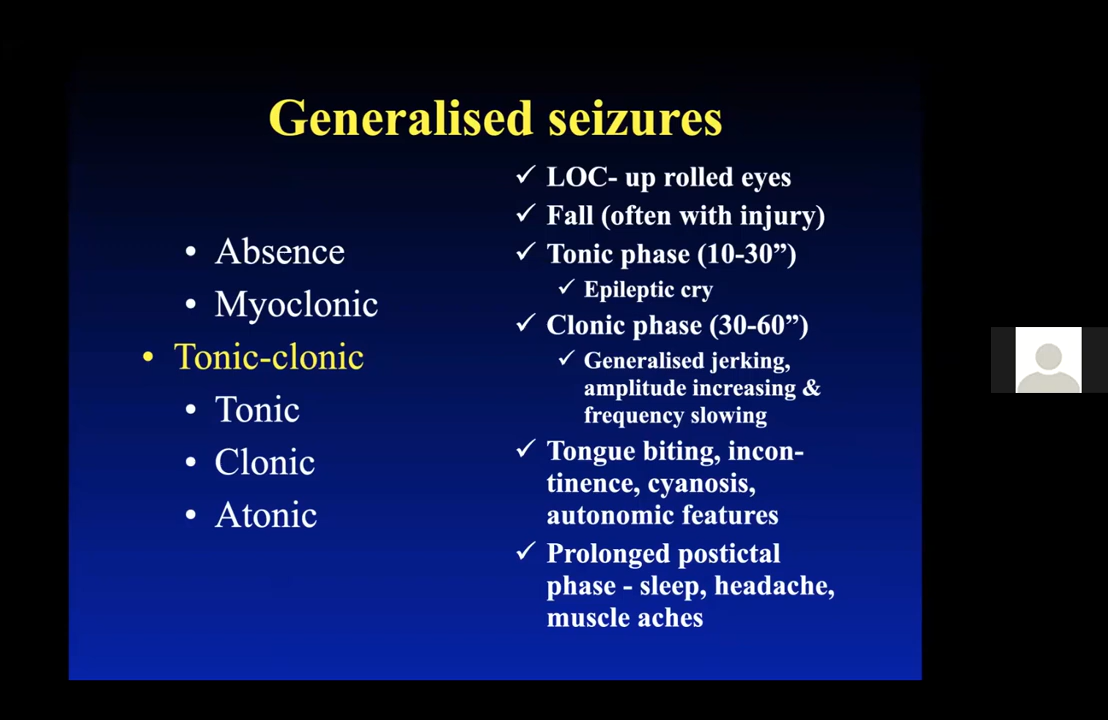 Generalised seizures
• Absence
• Myoclonic
• Tonic-clonic
• Tonic
• Clonic
• Atonic
✓ LOC- up rolled eyes
✓ Fall (often with injury)
✓ Tonic phase (10-30”)
✓ Epileptic cry
✓ Clonic phase (30-60”)
✓ Generalised jerking,
amplitude increasing &
frequency slowing
✓ Tongue biting, incon-
tinence, cyanosis,
autonomic features
✓ Prolonged postictal
phase - sleep, headache,
muscle aches